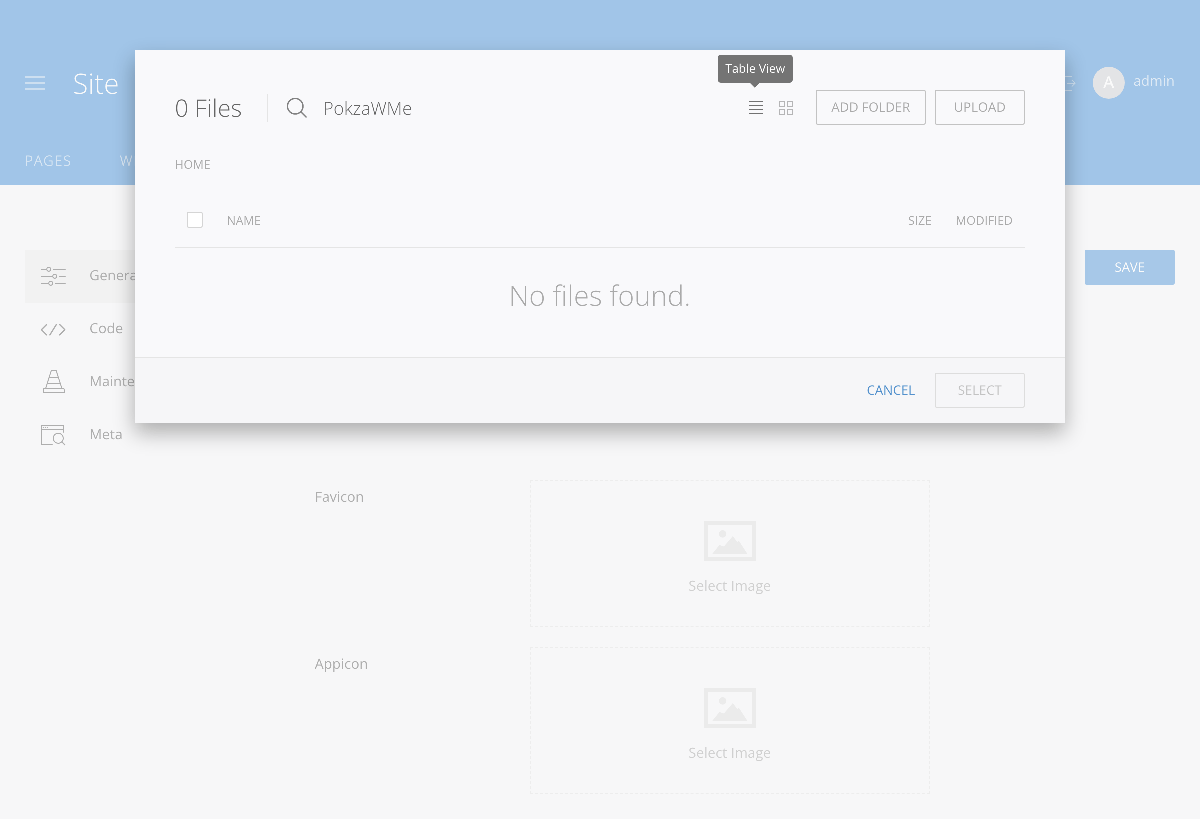 Table View
Site
A admin
0 Files PokzaWMe ADD FOLDER UPLOAD
PAGES W
HOME
NAME SIZE MODIFIED
SAVE
Genera
No files found.
Code
Mainte
CANCEL SELECT
Meta
Favicon
Select Image
Appicon
Select Image